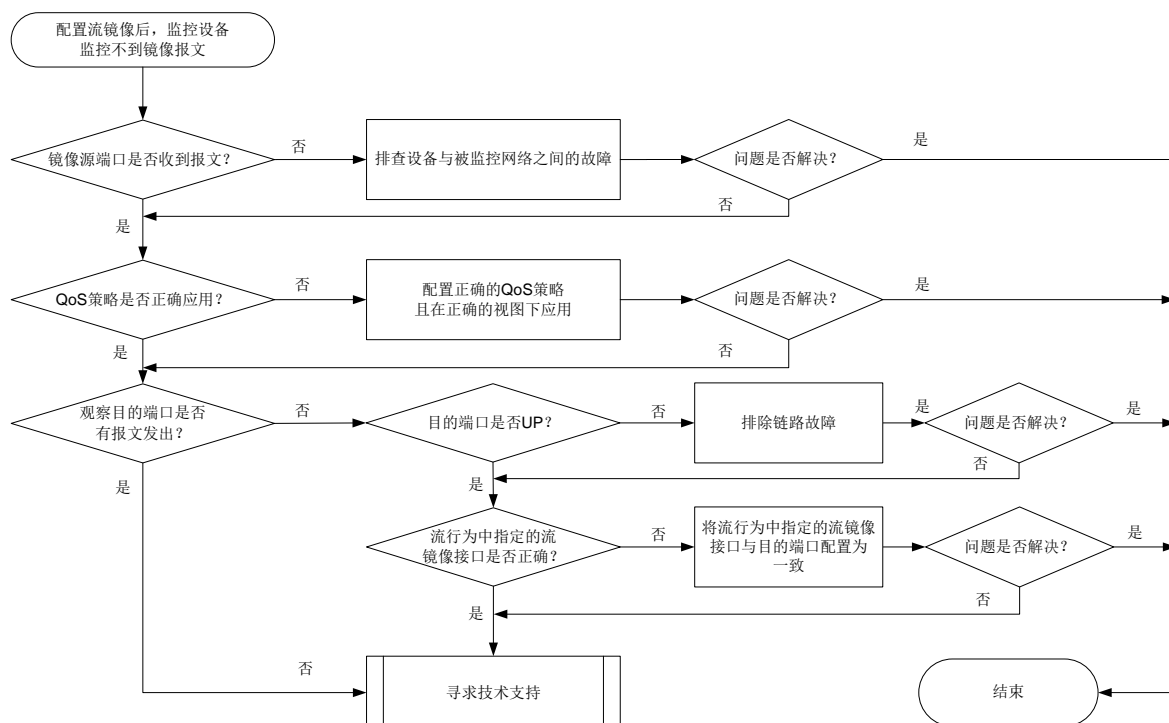 配置流镜像后，监控设备
监控不到镜像报文
镜像源端口是否收到报文？
否
排查设备与被监控网络之间的故障
问题是否解决？
是
否
是
QoS策略是否正确应用？
否
配置正确的QoS策略
且在正确的视图下应用
问题是否解决？
是
否
是
观察目的端口是否
有报文发出？
否
目的端口是否UP？
否
排除链路故障
是
问题是否解决？
是
否
是
是
流行为中指定的流
镜像接口是否正确？
否
将流行为中指定的流镜像
接口与目的端口配置为
一致
问题是否解决？
是
否
是
否
寻求技术支持
结束